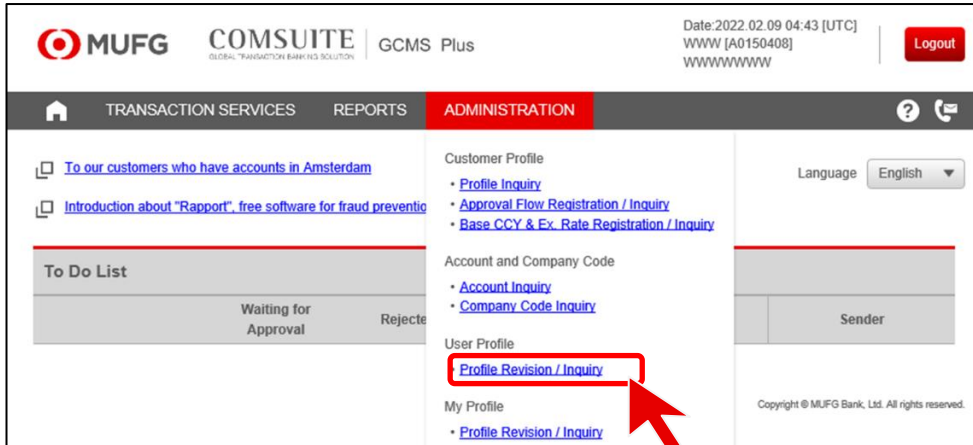 MUFG
COMSUITE
GLOBAL TRANSACTION BANKING SOLUTION
GCMS Plus
Date:2022.02.09 04:43 [UTC]
WWW [A0150408]
WWWWWWWW
Logout
TRANSACTION SERVICES
REPORTS
ADMINISTRATION
?
To our customers who have accounts in Amsterdam
Introduction about "Rapport", free software for fraud preventio
Language
English
Customer Profile
• Profile Inquiry
• Approval Flow Registration / Inquiry
• Base CCY & Ex. Rate Registration / Inquiry
Account and Company Code
• Account Inquiry
• Company Code Inquiry
User Profile
• Profile Revision / Inquiry
My Profile
• Profile Revision / Inquiry
To Do List
Waiting for
Approval
Rejecte
Sender
Copyright © MUFG Bank, Ltd. All rights reserved.